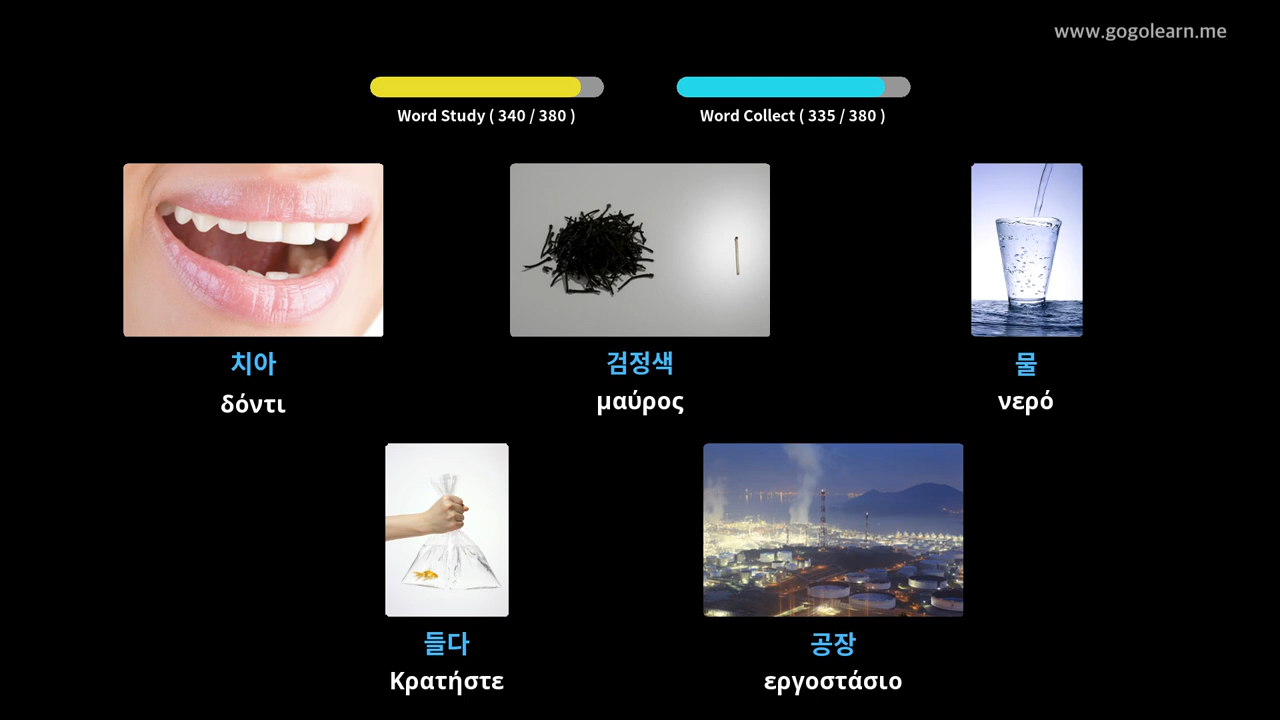 www.gogolearn.me
Word Study ( 340 / 380 )
Word Collect ( 335 / 380 )
치아
δόντι
검정색
μαύρος
물
νερό
들다
Κρατήστε
공장
εργοστάσιο